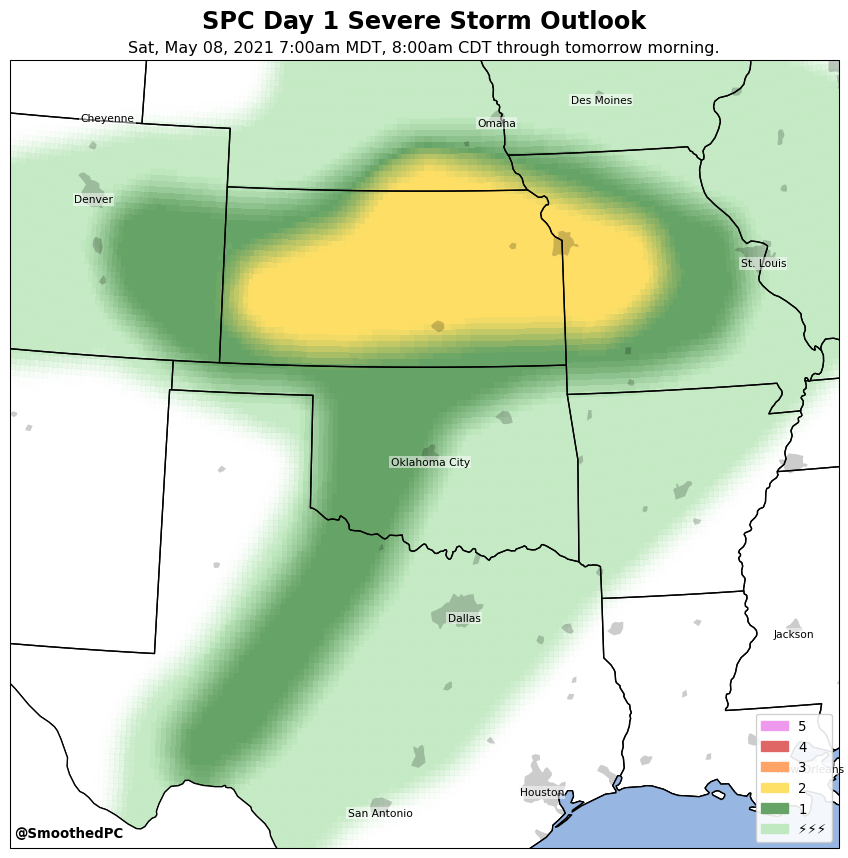 SPC Day 1 Severe Storm Outlook
Sat, May 08, 2021 7:00am MDT, 8:00am CDT through tomorrow morning.
Des Moines
Cheyenne
Omaha
Denver
St. Louis
Oklahoma City
Dallas
Jackson
5
4
3
New Orleans
2
Houston
1
San Antonio
⚡⚡⚡
@SmoothedPC